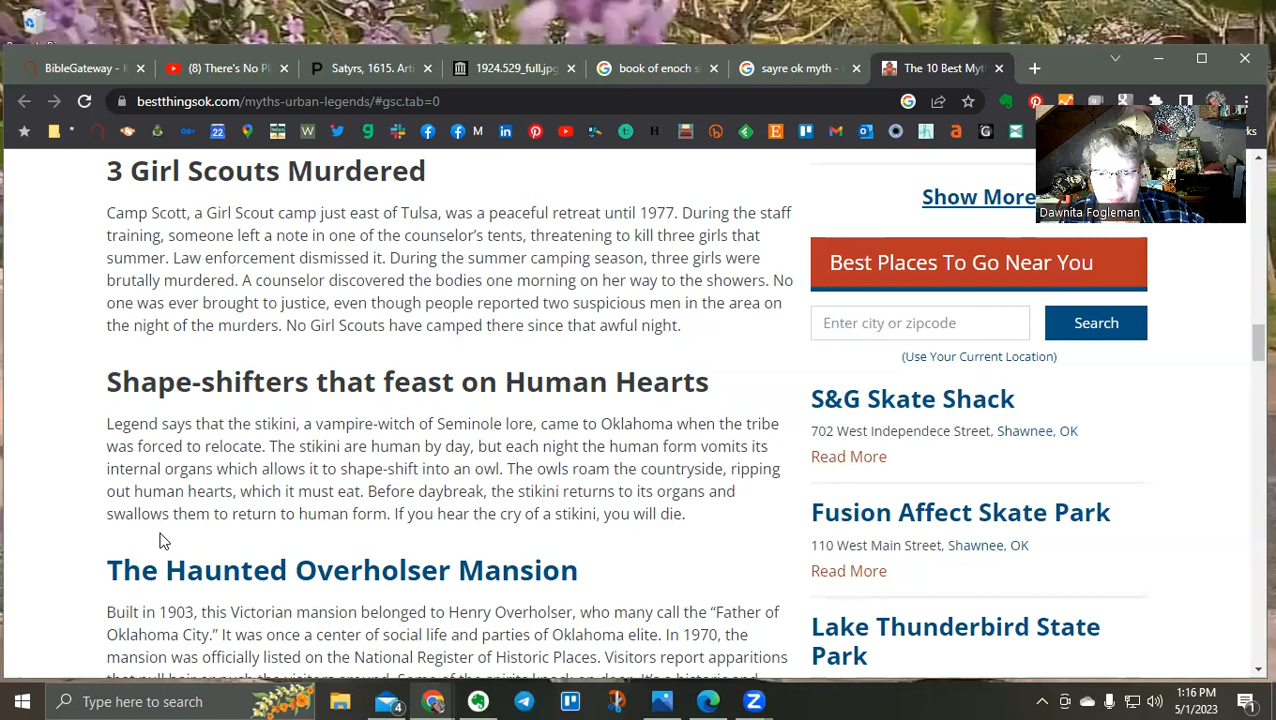 BibleGateway - K
(8) There's No Pl
Satyrs, 1615. Art
1924.529_full.jpg
book of enoch si
sayre ok myth -
The 10 Best Myt
bestthingsok.com/myths-urban-legends/#gsc.tab=0
22
M
3 Girl Scouts Murdered
Camp Scott, a Girl Scout camp just east of Tulsa, was a peaceful retreat until 1977. During the staff
training, someone left a note in one of the counselor's tents, threatening to kill three girls that
summer. Law enforcement dismissed it. During the summer camping season, three girls were
brutally murdered. A counselor discovered the bodies one morning on her way to the showers. No
one was ever brought to justice, even though people reported two suspicious men in the area on
the night of the murders. No Girl Scouts have camped there since that awful night.
Shape-shifters that feast on Human Hearts
Legend says that the stikini, a vampire-witch of Seminole lore, came to Oklahoma when the tribe
was forced to relocate. The stikini are human by day, but each night the human form vomits its
internal organs which allows it to shape-shift into an owl. The owls roam the countryside, ripping
out human hearts, which it must eat. Before daybreak, the stikini returns to its organs and
swallows them to return to human form. If you hear the cry of a stikini, you will die.
The Haunted Overholser Mansion
Built in 1903, this Victorian mansion belonged to Henry Overholser, who many call the "Father of
Oklahoma City." It was once a center of social life and parties of Oklahoma elite. In 1970, the
mansion was officially listed on the National Register of Historic Places. Visitors report apparitions
Show More
Dawnita Fogleman
Best Places To Go Near You
Enter city or zipcode
Search
(Use Your Current Location)
S&G Skate Shack
702 West Independece Street, Shawnee, OK
Read More
Fusion Affect Skate Park
110 West Main Street, Shawnee, OK
Read More
Lake Thunderbird State
Park
Type here to search
4
1:16 PM
5/1/2023
1